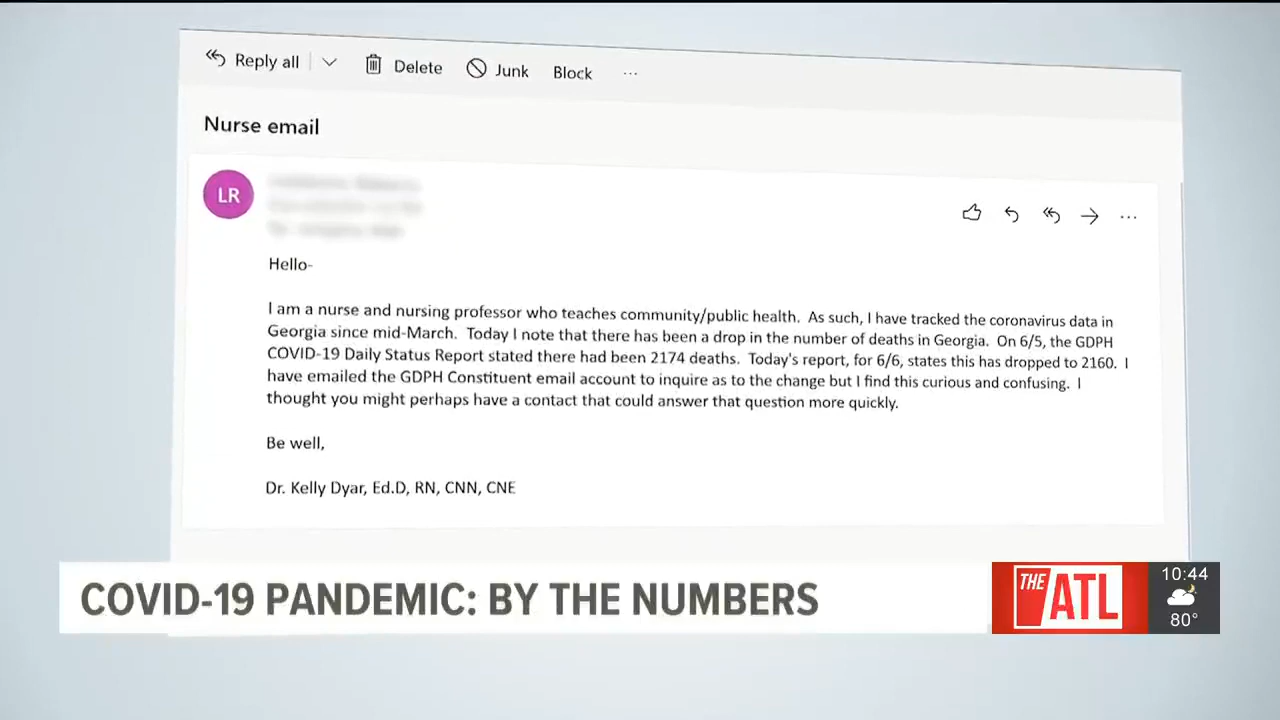 Reply all
Delete
Junk
Block
...
Nurse email
LR
...
Hello-
I am a nurse and nursing professor who teaches community/public health. As such, I have tracked the coronavirus data in
Georgia since mid-March. Today I note that there has been a drop in the number of deaths in Georgia. On 6/5, the GDPH
COVID-19 Daily Status Report stated there had been 2174 deaths. Today's report, for 6/6, states this has dropped to 2160. I
have emailed the GDPH Constituent email account to inquire as to the change but I find this curious and confusing. I
thought you might perhaps have a contact that could answer that question more quickly.
Be well,
Dr. Kelly Dyar, Ed.D, RN, CNN, CNE
COVID-19 PANDEMIC: BY THE NUMBERS
THE ATL
10:44
80°